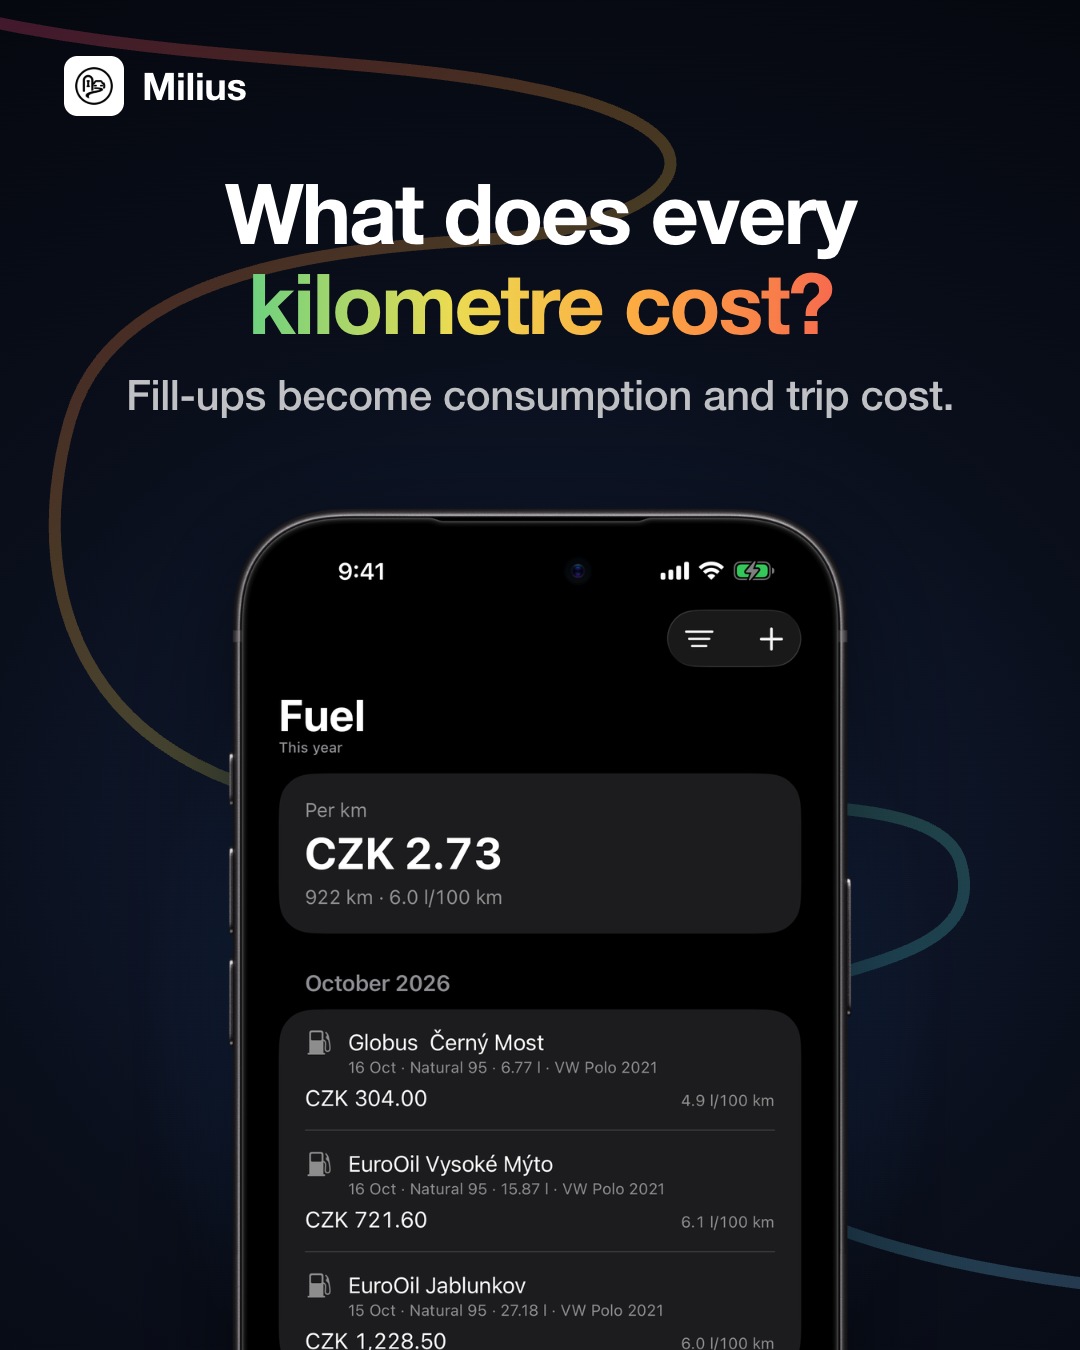 Milius
What does every
kilometre cost?
Fill-ups become consumption and trip cost.
9:41
Fuel
This year
Per km
CZK 2.73
922 km · 6.0 l/100 km
October 2026
Globus  Černý Most
16 Oct · Natural 95 · 6.77 l · VW Polo 2021
CZK 304.00
4.9 l/100 km
EuroOil Vysoké Mýto
16 Oct · Natural 95 · 15.87 l · VW Polo 2021
CZK 721.60
6.1 l/100 km
EuroOil Jablunkov
15 Oct · Natural 95 · 27.18 l · VW Polo 2021
CZK 1,228.50
6.0 l/100 km